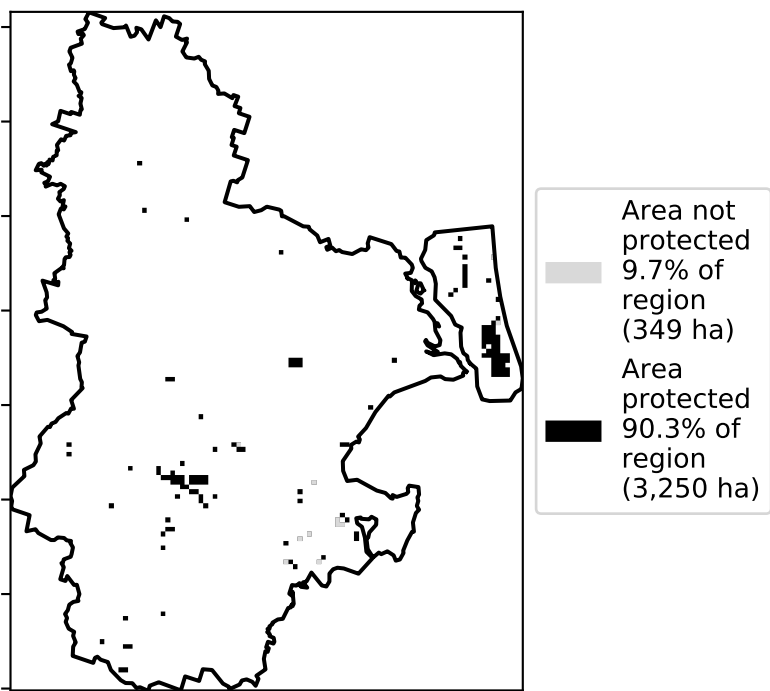 Area not
protected
9.7% of
region
(349 ha)
Area
protected
90.3% of
region
(3,250 ha)